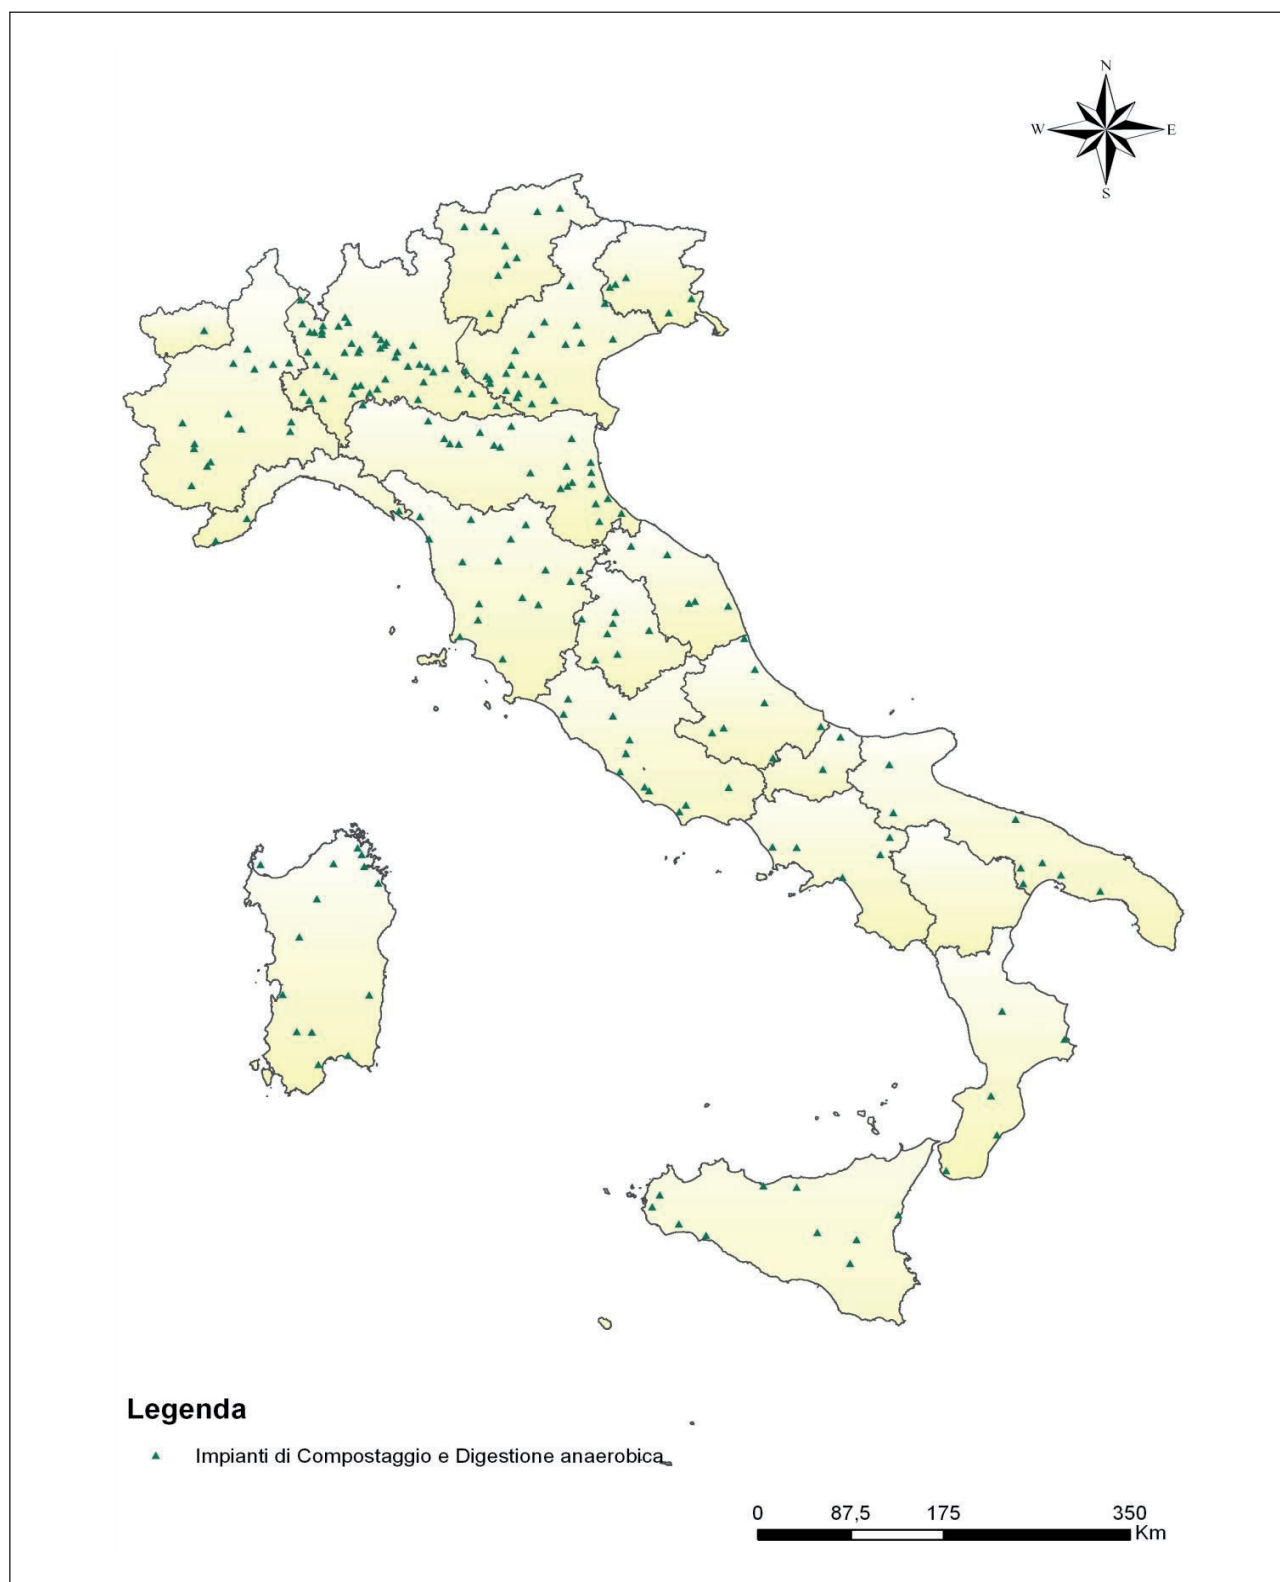 N
W E
S
Legenda
Impianti di Compostaggio e Digestione anaerobica
0 87,5 175 350
Km